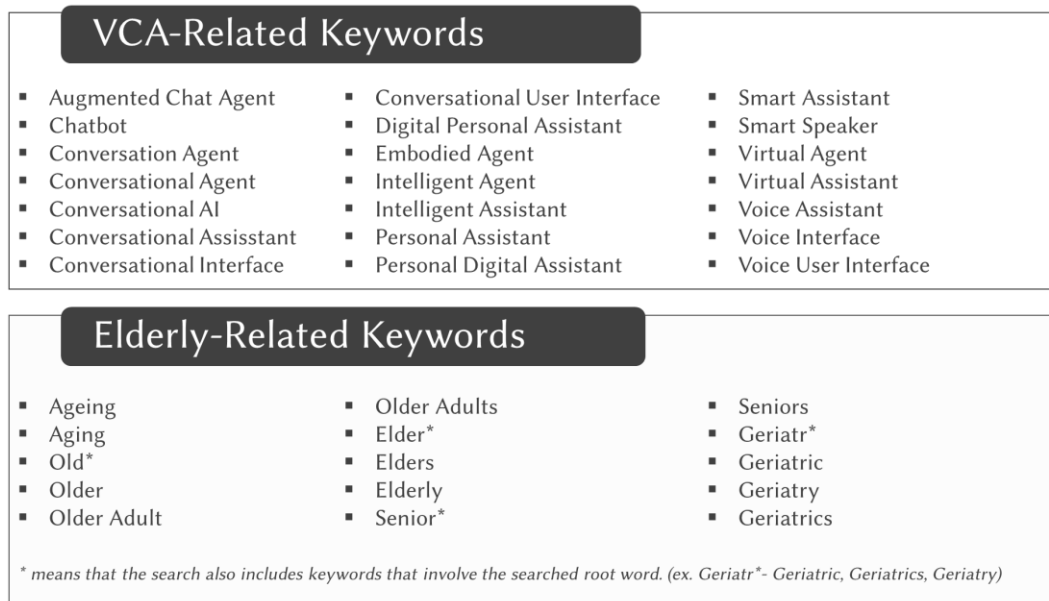 VCA-Related Keywords
▪ Augmented Chat Agent
▪ Chatbot
▪ Conversation Agent
▪ Conversational Agent
▪ Conversational AI
▪ Conversational Assisstant
▪ Conversational Interface
▪ Conversational User Interface
▪ Digital Personal Assistant
▪ Embodied Agent
▪ Intelligent Agent
▪ Intelligent Assistant
▪ Personal Assistant
▪ Personal Digital Assistant
▪ Smart Assistant
▪ Smart Speaker
▪ Virtual Agent
▪ Virtual Assistant
▪ Voice Assistant
▪ Voice Interface
▪ Voice User Interface
Elderly-Related Keywords
▪ Ageing
▪ Aging
▪ Old*
▪ Older
▪ Older Adult
▪ Older Adults
▪ Elder*
▪ Elders
▪ Elderly
▪ Senior*
▪ Seniors
▪ Geriatr*
▪ Geriatric
▪ Geriatry
▪ Geriatrics
* means that the search also includes keywords that involve the searched root word. (ex. Geriatr*- Geriatric, Geriatrics, Geriatry)